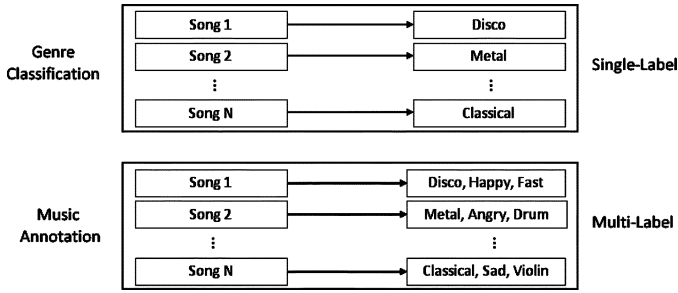 Genre
Classification
Song 1
Disco
Song 2
Metal
Song N
Classical
Single-Label
Music
Annotation
Song 1
Disco, Happy, Fast
Song 2
Metal, Angry, Drum
Song N
Classical, Sad, Violin
Multi-Label